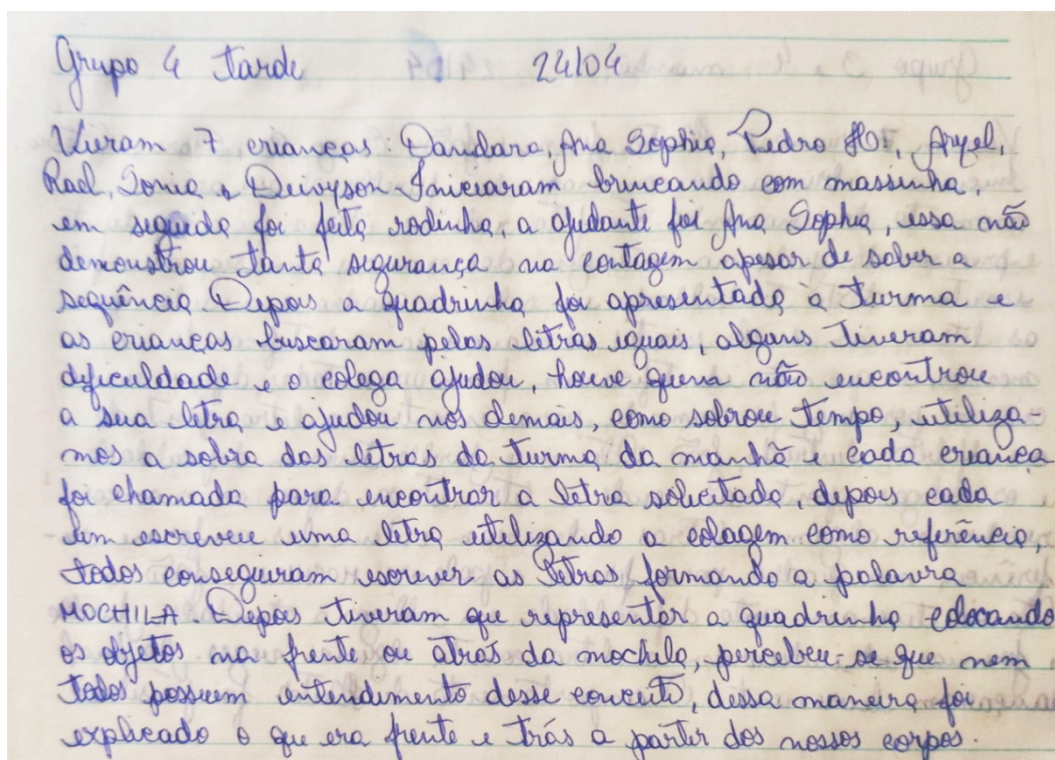 Grupo 4 tarde 24/04
Vieram 7 crianças: Dandara, Ana Sophia, Pedro HO:, Aryel,
Rael, Sonia e Deivyson. Iniciaram brincando com massinha,
em seguida foi feita rodinha, a ajudante foi Ana Sophia, essa não
demonstrou tanta segurança na contagem apesar de saber a
sequência. Depois a quadrinha foi apresentada à turma e
as crianças buscaram pelas letras iguais, alguns tiveram
dificuldade e o colega ajudou, houve quem não encontrou
a sua letra e ajudou nos demais, como sobrou tempo, utiliza-
mos a sobra das letras da turma da manhã e cada criança
foi chamada para encontrar a letra solicitada, depois cada
um escreveu uma letra utilizando a colagem como referência,
todos conseguiram escrever as letras formando a palavra
MOCHILA. Depois tiveram que representar a quadrinha colocando
os objetos na frente ou atrás da mochila, percebeu-se que nem
todos possuem entendimento desse conceito, dessa maneira foi
explicado o que era frente e trás a partir dos nossos corpos.